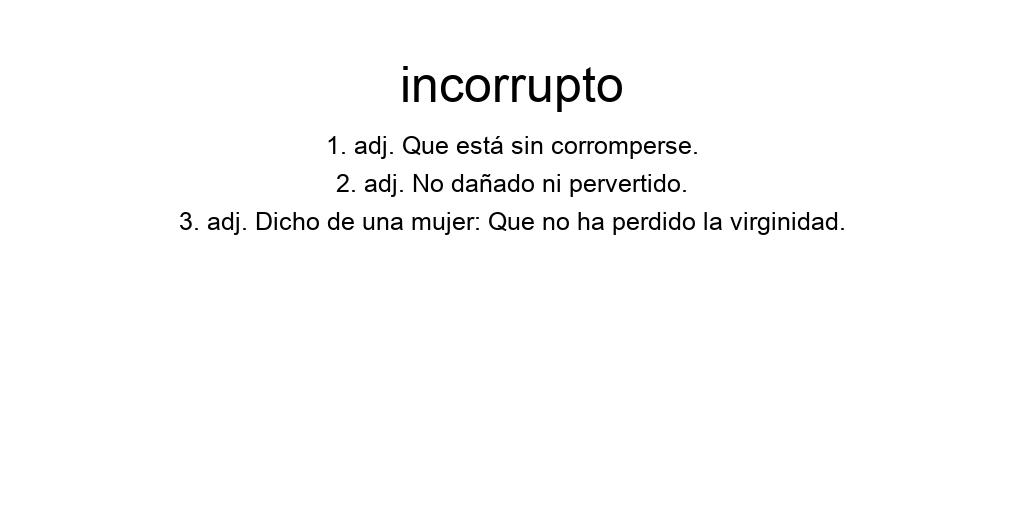 incorrupto
1. adj. Que está sin corromperse.
2. adj. No dañado ni pervertido.
3. adj. Dicho de una mujer: Que no ha perdido la virginidad.